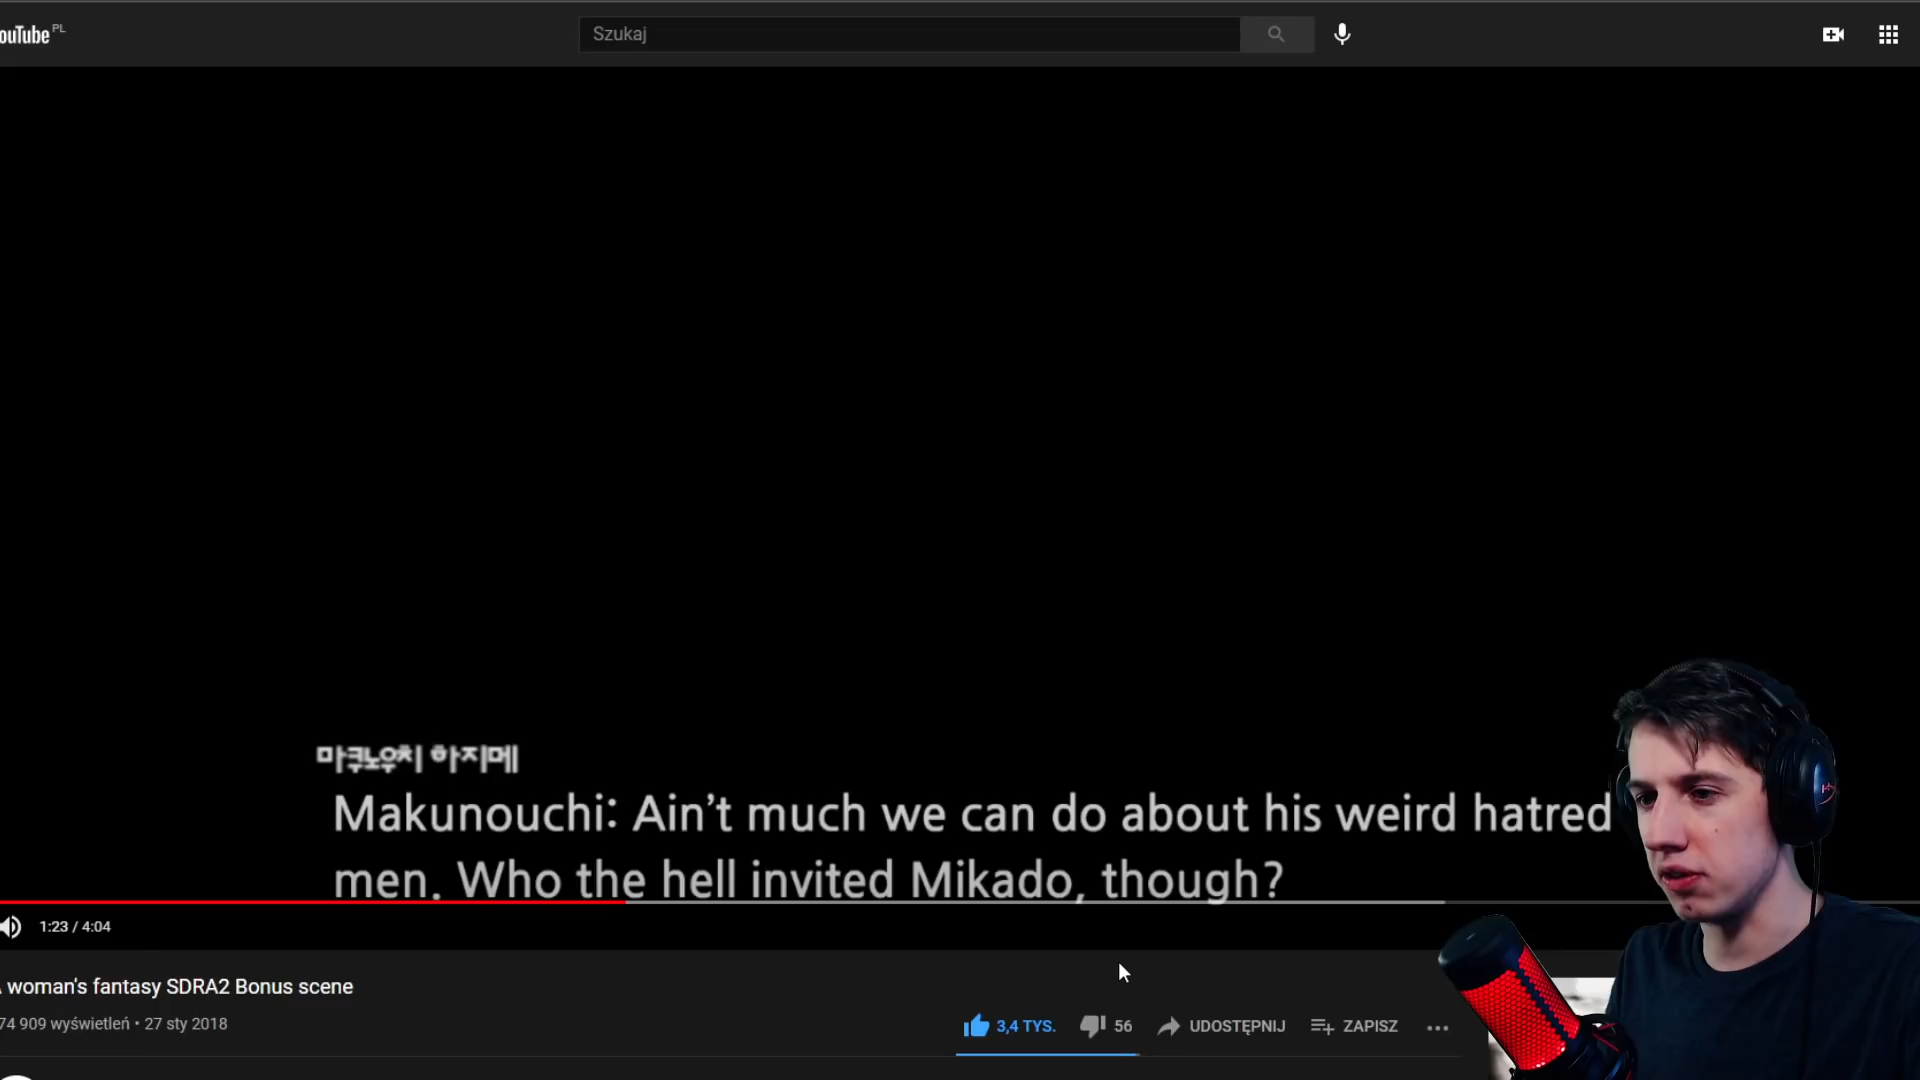 ouTube PL
Szukaj
마쿠노우치 하지메
Makunouchi: Ain't much we can do about his weird hatred
men. Who the hell invited Mikado, though?
1:23 / 4:04
woman's fantasy SDRA2 Bonus scene
74 909 wyświetleń • 27 sty 2018
3,4 TYS.
56
UDOSTĘPNIJ
ZAPISZ